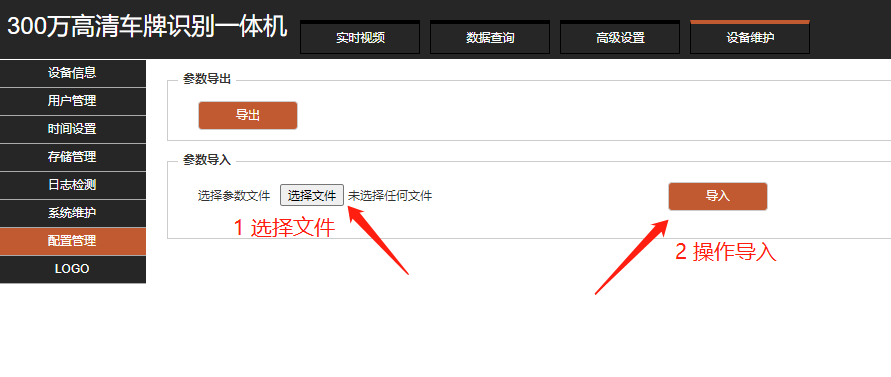 300万高清车牌识别一体机
实时视频
数据查询
高级设置
设备维护
设备信息
用户管理
时间设置
存储管理
日志检测
系统维护
配置管理
LOGO
参数导出
导出
参数导入
选择参数文件 选择文件 未选择任何文件
导入
1 选择文件
2 操作导入